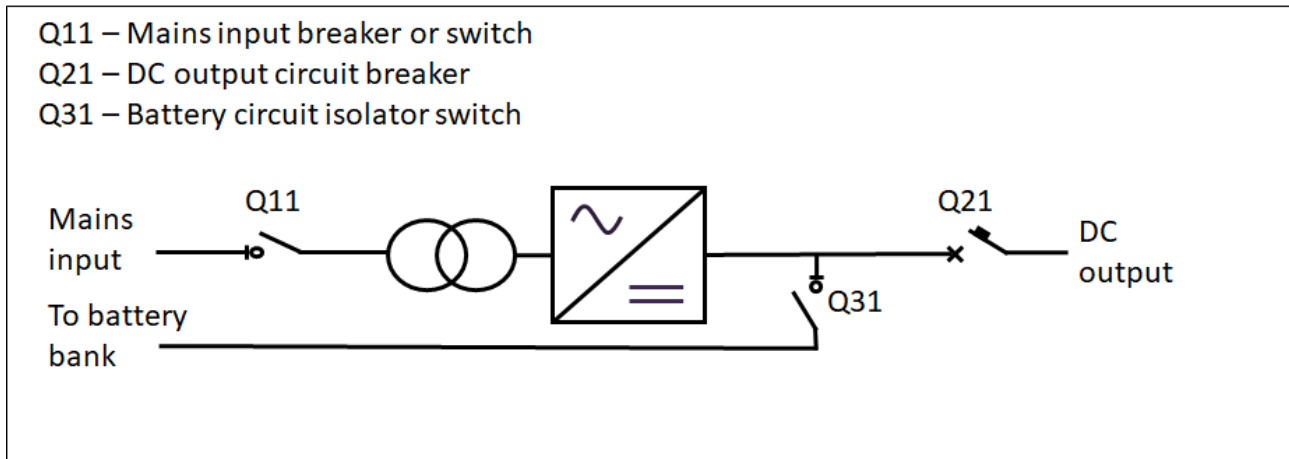 Q11 – Mains input breaker or switch
Q21 – DC output circuit breaker
Q31 – Battery circuit isolator switch
Q11
Q21
Mains
input
DC
output
Q31
To battery
bank